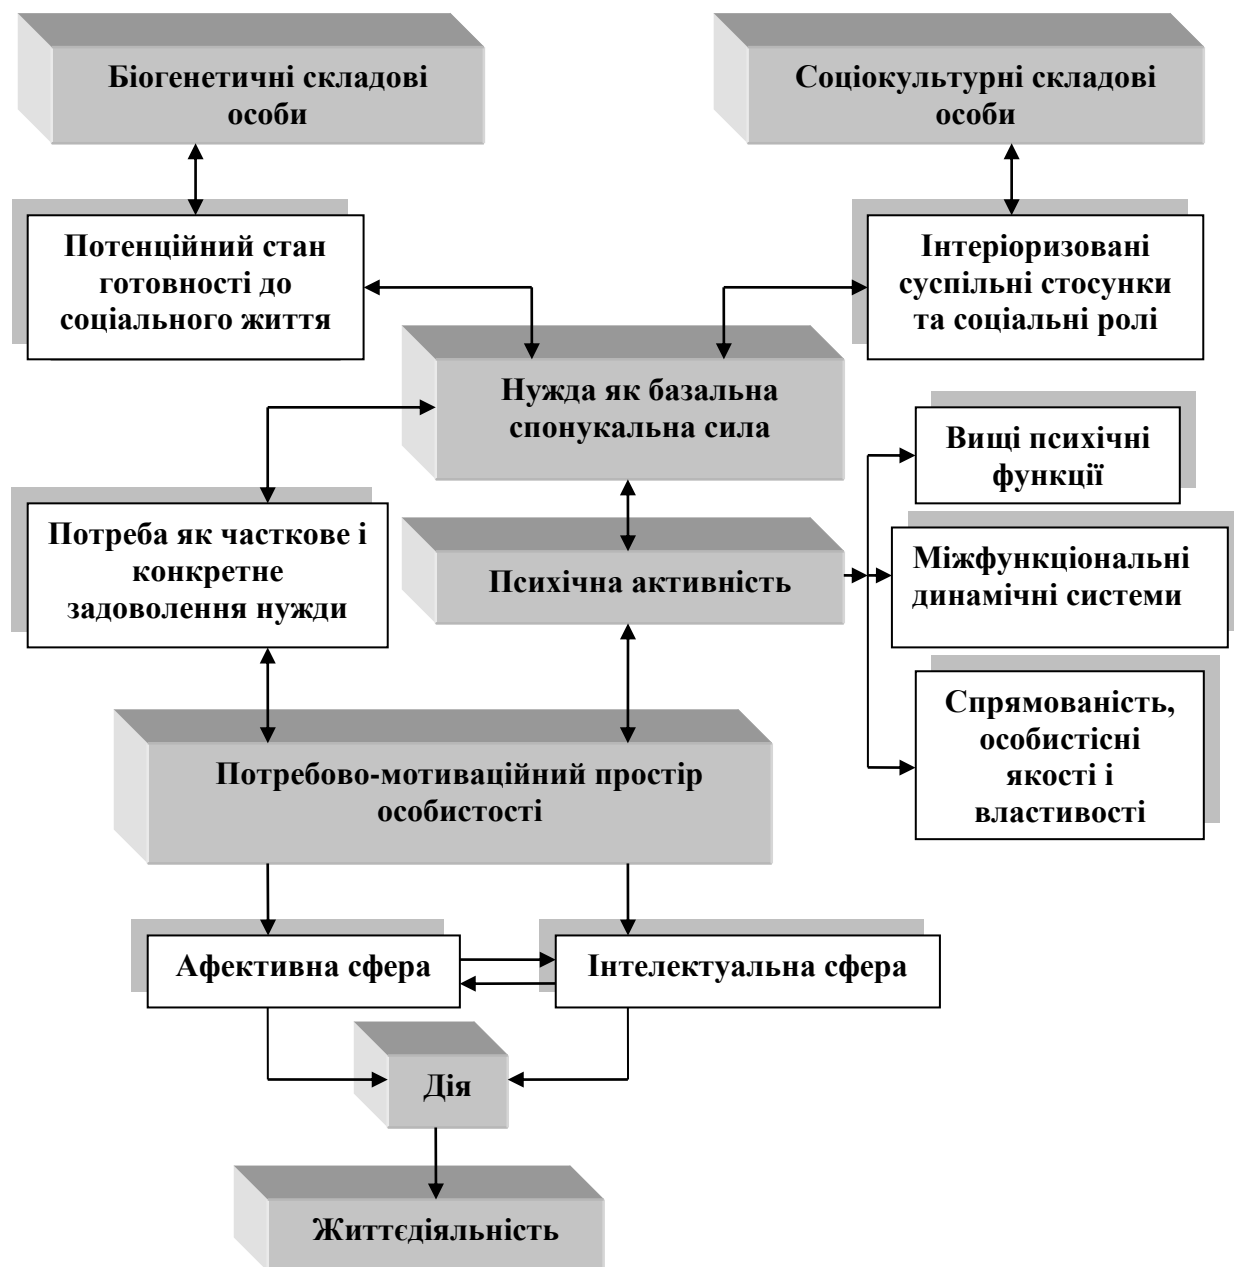 Біогенетичні складові
особи
Соціокультурні складові
особи
Потенційний стан
готовності до
соціального життя
Інтеріоризовані
суспільні стосунки
та соціальні ролі
Нужда як базальна
спонукальна сила
Вищі психічні
функції
Потреба як часткове і
конкретне
задоволення нужди
Психічна активність
Міжфункціональні
динамічні системи
Спрямованість,
особистісні
якості і
властивості
Потребово-мотиваційний простір
особистості
Афективна сфера
Інтелектуальна сфера
Дія
Життєдіяльність